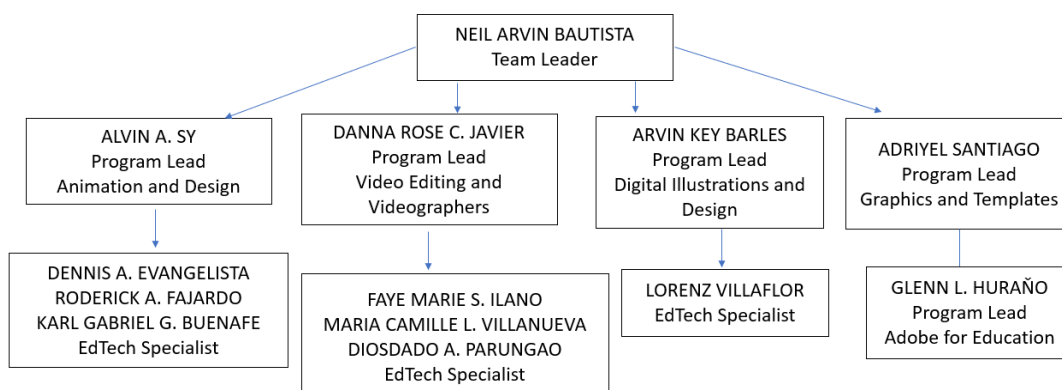 NEIL ARVIN BAUTISTA
Team Leader
ALVIN A. SY
Program Lead
Animation and Design
DANNA ROSE C. JAVIER
Program Lead
Video Editing and
Videographers
ARVIN KEY BARLES
Program Lead
Digital Illustrations and
Design
ADRIYEL SANTIAGO
Program Lead
Graphics and Templates
DENNIS A. EVANGELISTA
RODERICK A. FAJARDO
KARL GABRIEL G. BUENAFE
EdTech Specialist
FAYE MARIE S. ILANO
MARIA CAMILLE L. VILLANUEVA
DIOSDADO A. PARUNGAO
EdTech Specialist
LORENZ VILLAFLOR
EdTech Specialist
GLENN L. HURAŇO
Program Lead
Adobe for Education